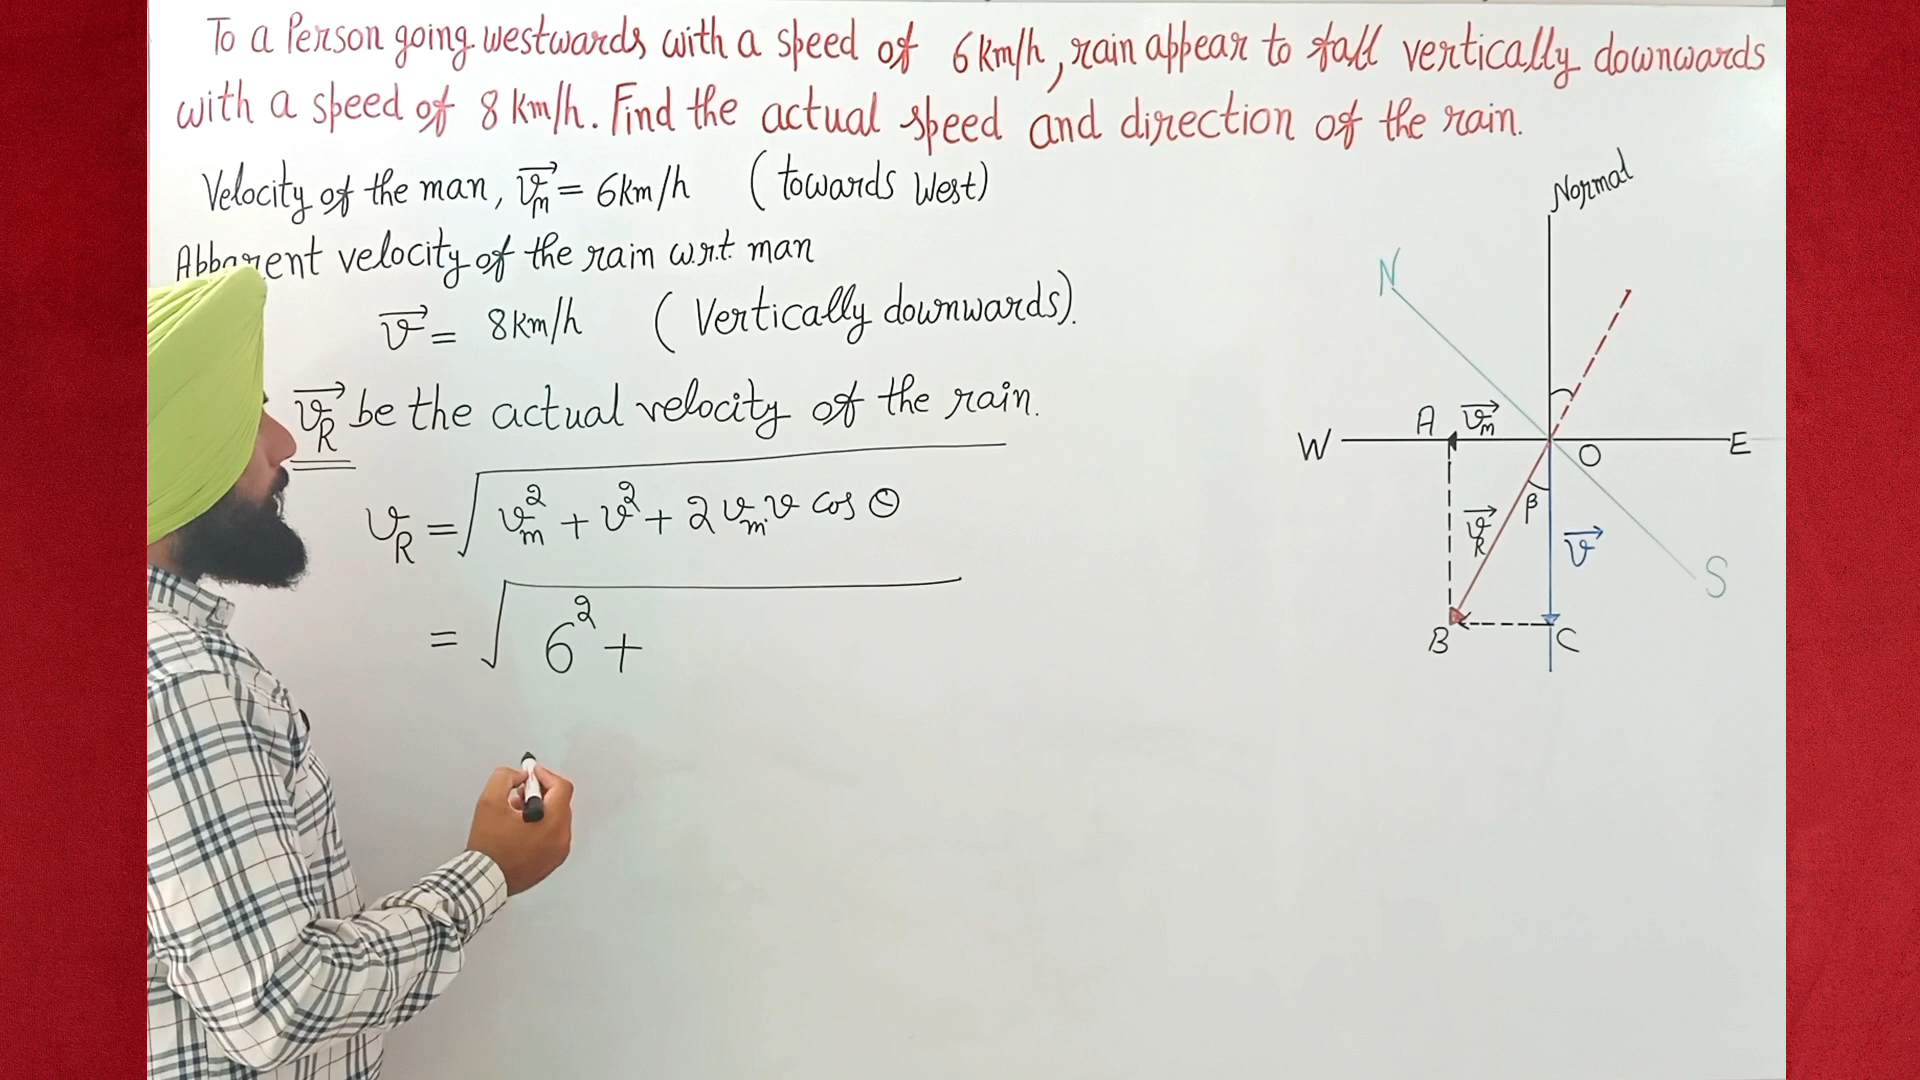 To a Person going westwards with a speed of 6 km/h, rain appear to fall vertically downwards
with a speed of 8 km/h. Find the actual speed and direction of the rain.
Velocity of the man, v⃗m = 6km/h (towards west)
Apparent velocity of the rain w.r.t. man
v⃗ = 8km/h (Vertically downwards).
v⃗R be the actual velocity of the rain.
vR = √(vm² + v² + 2 vm.v cos Θ)
= √(6² +
Normal
N
A v⃗m
W
E
O
β
v⃗R
v⃗
S
B
C